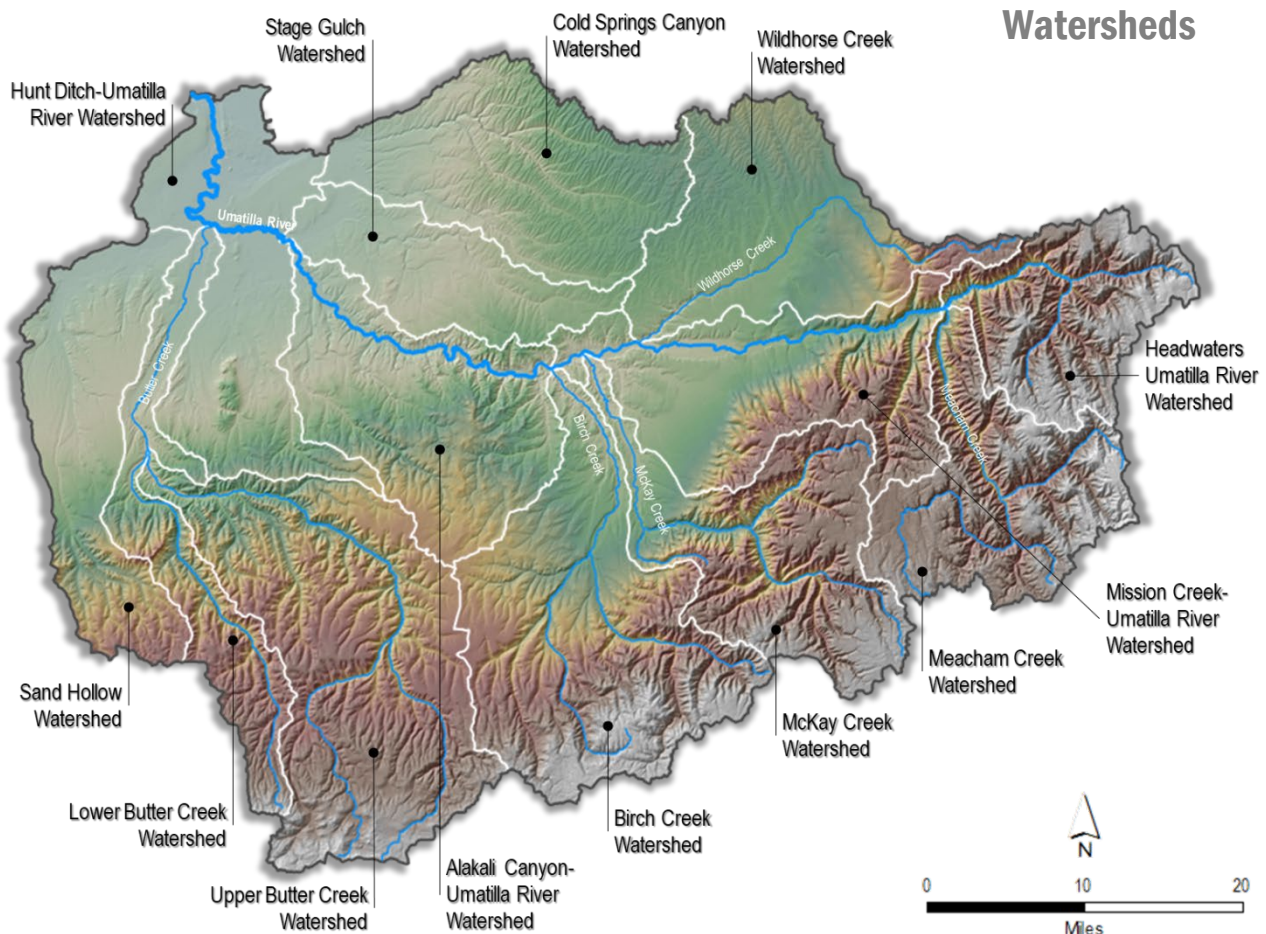 Watersheds
Stage Gulch
Watershed
Cold Springs Canyon
Watershed
Wildhorse Creek
Watershed
Hunt Ditch-Umatilla
River Watershed
Umatilla River
Wildhorse Creek
Butter Creek
Birch Creek
McKay Creek
Meacham Creek
Headwaters
Umatilla River
Watershed
Mission Creek-
Umatilla River
Watershed
Meacham Creek
Watershed
McKay Creek
Watershed
Birch Creek
Watershed
Sand Hollow
Watershed
Lower Butter Creek
Watershed
Upper Butter Creek
Watershed
Alakali Canyon-
Umatilla River
Watershed
N
0 10 20
Miles